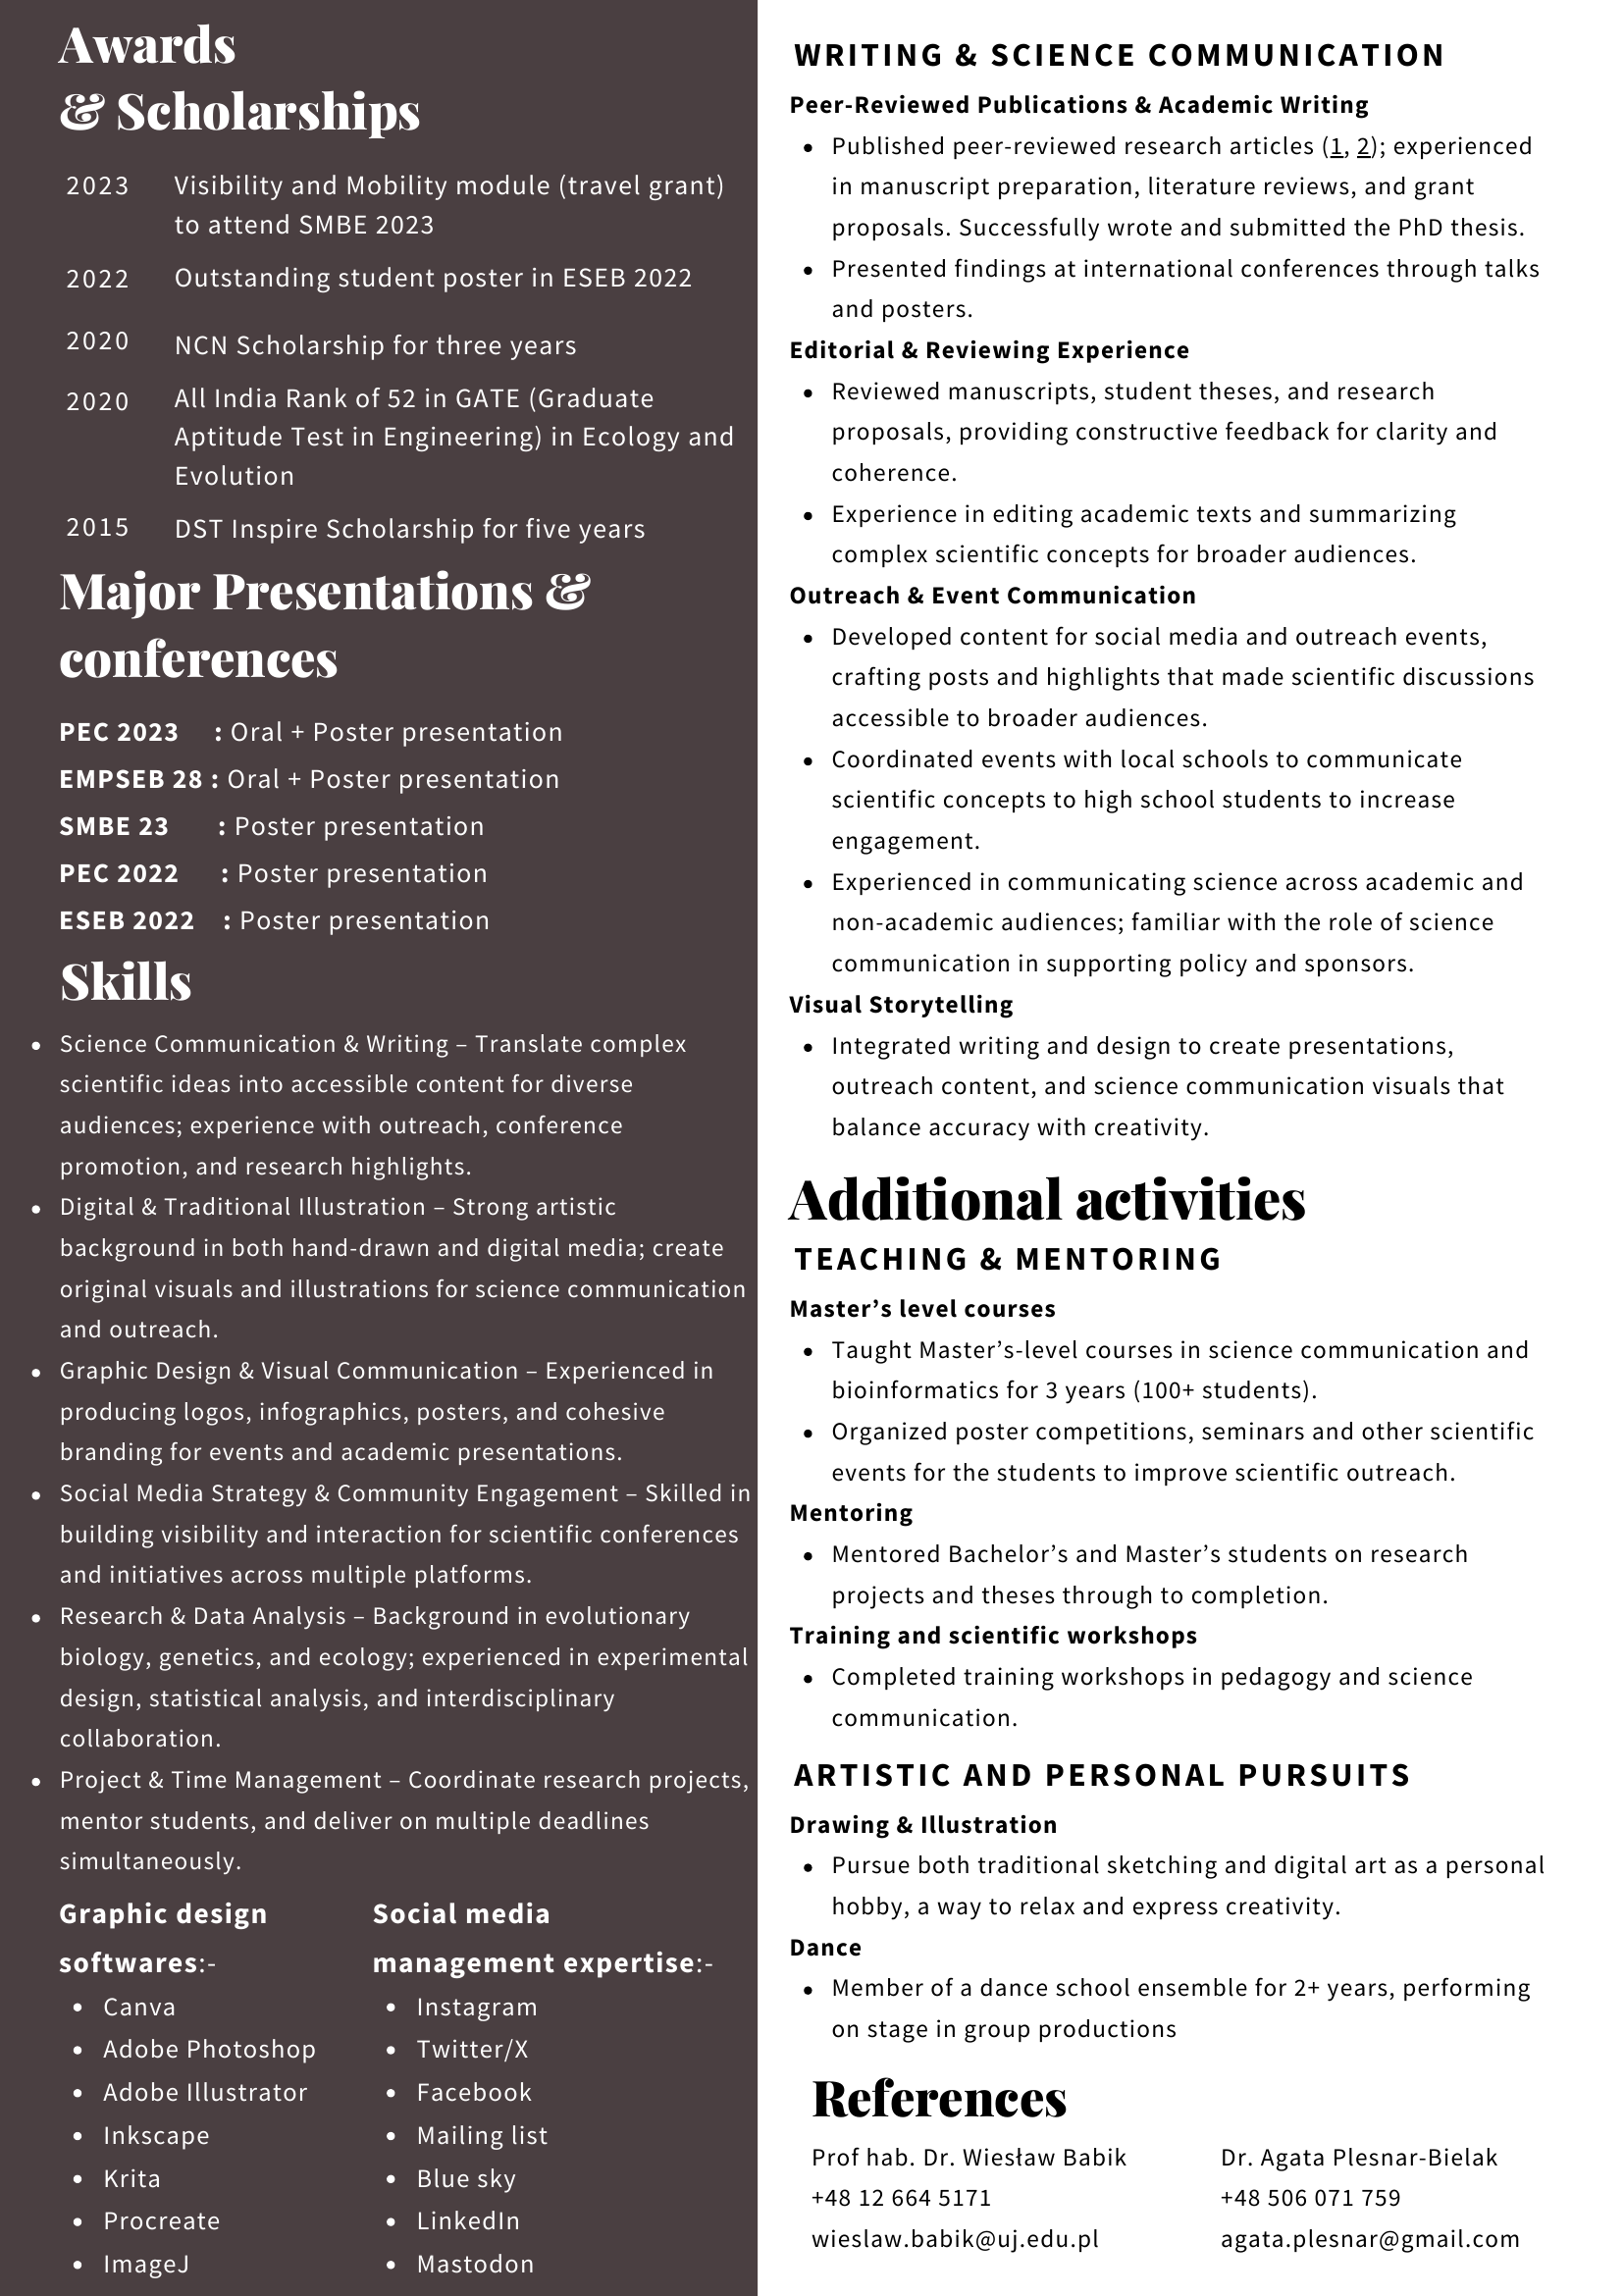 Awards
& Scholarships
2023 Visibility and Mobility module (travel grant)
to attend SMBE 2023
2022 Outstanding student poster in ESEB 2022
2020 NCN Scholarship for three years
2020 All India Rank of 52 in GATE (Graduate
Aptitude Test in Engineering) in Ecology and
Evolution
2015 DST Inspire Scholarship for five years
Major Presentations &
conferences
PEC 2023 : Oral + Poster presentation
EMPSEB 28 : Oral + Poster presentation
SMBE 23 : Poster presentation
PEC 2022 : Poster presentation
ESEB 2022 : Poster presentation
Skills
• Science Communication & Writing – Translate complex
scientific ideas into accessible content for diverse
audiences; experience with outreach, conference
promotion, and research highlights.
• Digital & Traditional Illustration – Strong artistic
background in both hand-drawn and digital media; create
original visuals and illustrations for science communication
and outreach.
• Graphic Design & Visual Communication – Experienced in
producing logos, infographics, posters, and cohesive
branding for events and academic presentations.
• Social Media Strategy & Community Engagement – Skilled in
building visibility and interaction for scientific conferences
and initiatives across multiple platforms.
• Research & Data Analysis – Background in evolutionary
biology, genetics, and ecology; experienced in experimental
design, statistical analysis, and interdisciplinary
collaboration.
• Project & Time Management – Coordinate research projects,
mentor students, and deliver on multiple deadlines
simultaneously.
Graphic design
softwares:-
• Canva
• Adobe Photoshop
• Adobe Illustrator
• Inkscape
• Krita
• Procreate
• ImageJ
Social media
management expertise:-
• Instagram
• Twitter/X
• Facebook
• Mailing list
• Blue sky
• LinkedIn
• Mastodon
WRITING & SCIENCE COMMUNICATION
Peer-Reviewed Publications & Academic Writing
• Published peer-reviewed research articles (1, 2); experienced
in manuscript preparation, literature reviews, and grant
proposals. Successfully wrote and submitted the PhD thesis.
• Presented findings at international conferences through talks
and posters.
Editorial & Reviewing Experience
• Reviewed manuscripts, student theses, and research
proposals, providing constructive feedback for clarity and
coherence.
• Experience in editing academic texts and summarizing
complex scientific concepts for broader audiences.
Outreach & Event Communication
• Developed content for social media and outreach events,
crafting posts and highlights that made scientific discussions
accessible to broader audiences.
• Coordinated events with local schools to communicate
scientific concepts to high school students to increase
engagement.
• Experienced in communicating science across academic and
non-academic audiences; familiar with the role of science
communication in supporting policy and sponsors.
Visual Storytelling
• Integrated writing and design to create presentations,
outreach content, and science communication visuals that
balance accuracy with creativity.
Additional activities
TEACHING & MENTORING
Master’s level courses
• Taught Master’s-level courses in science communication and
bioinformatics for 3 years (100+ students).
• Organized poster competitions, seminars and other scientific
events for the students to improve scientific outreach.
Mentoring
• Mentored Bachelor’s and Master’s students on research
projects and theses through to completion.
Training and scientific workshops
• Completed training workshops in pedagogy and science
communication.
ARTISTIC AND PERSONAL PURSUITS
Drawing & Illustration
• Pursue both traditional sketching and digital art as a personal
hobby, a way to relax and express creativity.
Dance
• Member of a dance school ensemble for 2+ years, performing
on stage in group productions
References
Prof hab. Dr. Wiesław Babik
+48 12 664 5171
wieslaw.babik@uj.edu.pl
Dr. Agata Plesnar-Bielak
+48 506 071 759
agata.plesnar@gmail.com